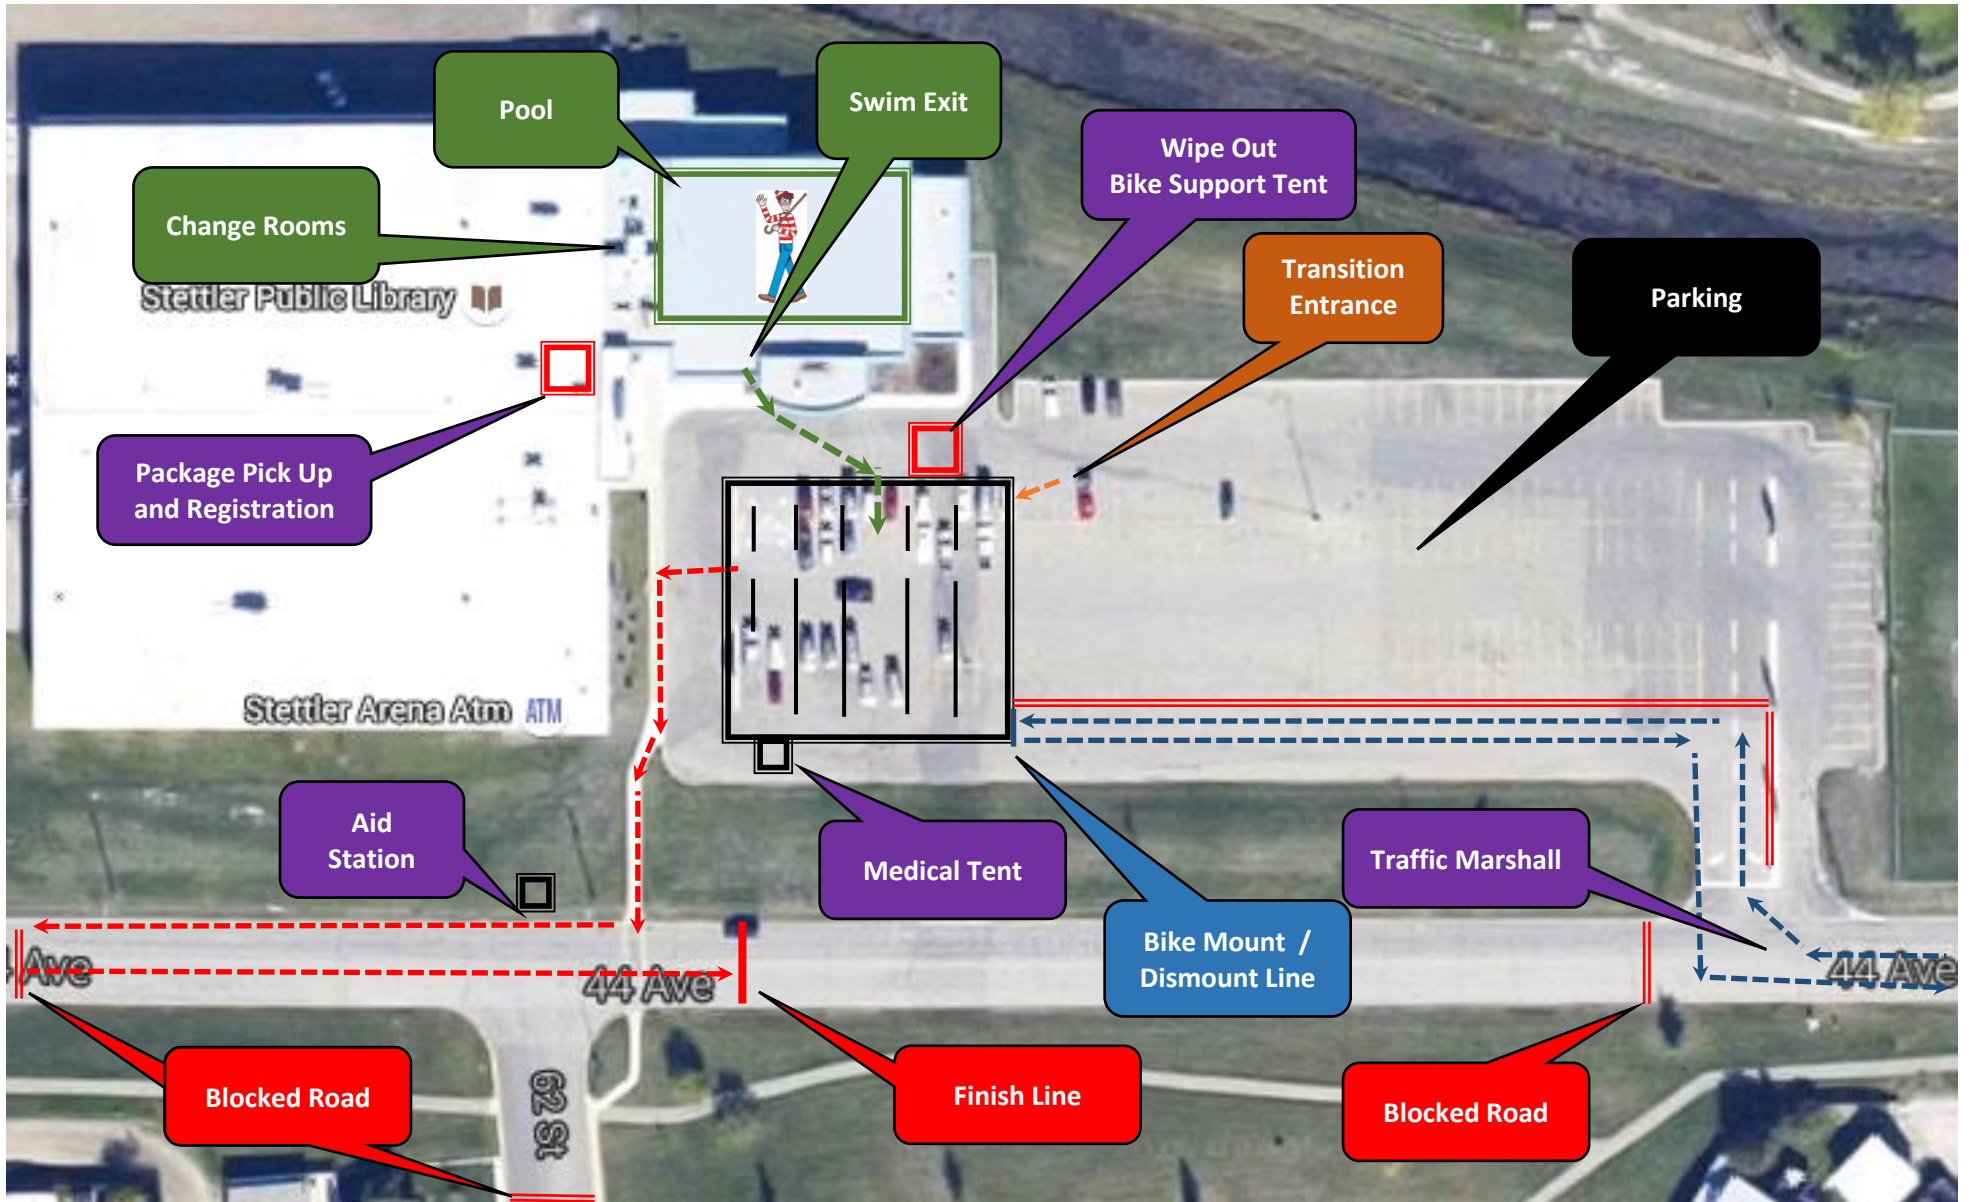 Pool
Swim Exit
Wipe Out
Bike Support Tent
Change Rooms
Transition
Entrance
Parking
Stettler Public Library
Package Pick Up
and Registration
Stettler Arena Atm ATM
Aid
Station
Medical Tent
Traffic Marshall
Bike Mount /
Dismount Line
Ave
44 Ave
44 Ave
Blocked Road
Finish Line
Blocked Road
62 St